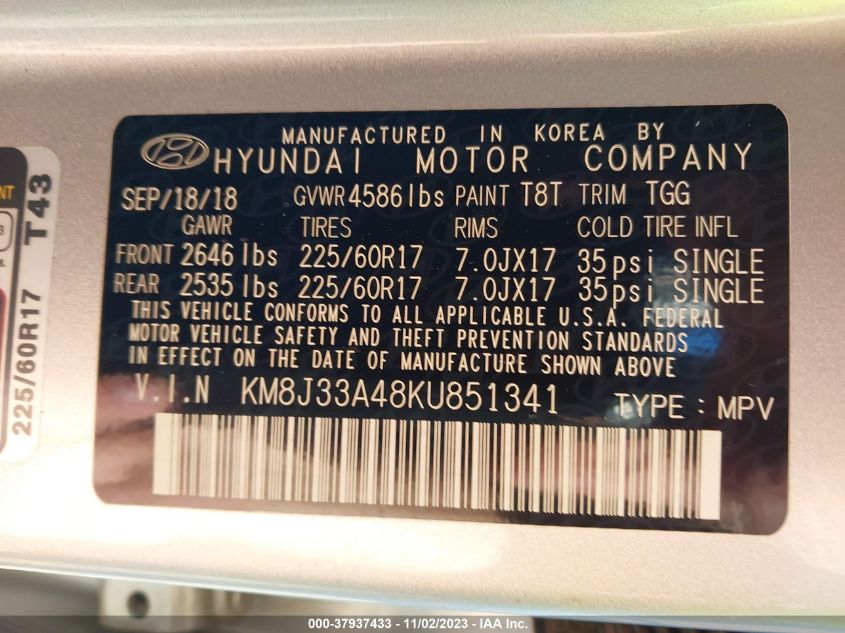 MANUFACTURED IN KOREA BY
HYUNDAI MOTOR COMPANY
SEP/18/18 GVWR 4586lbs PAINT T8T TRIM TGG
GAWR TIRES RIMS COLD TIRE INFL
FRONT 2646 lbs 225/60R17 7.0JX17 35psi SINGLE
REAR 2535 lbs 225/60R17 7.0JX17 35psi SINGLE
THIS VEHICLE CONFORMS TO ALL APPLICABLE U.S.A. FEDERAL
MOTOR VEHICLE SAFETY AND THEFT PREVENTION STANDARDS
IN EFFECT ON THE DATE OF MANUFACTURE SHOWN ABOVE
V.I.N KM8J33A48KU851341 TYPE : MPV
225/60R17 T43
000-37937433 - 11/02/2023 - IAA Inc.